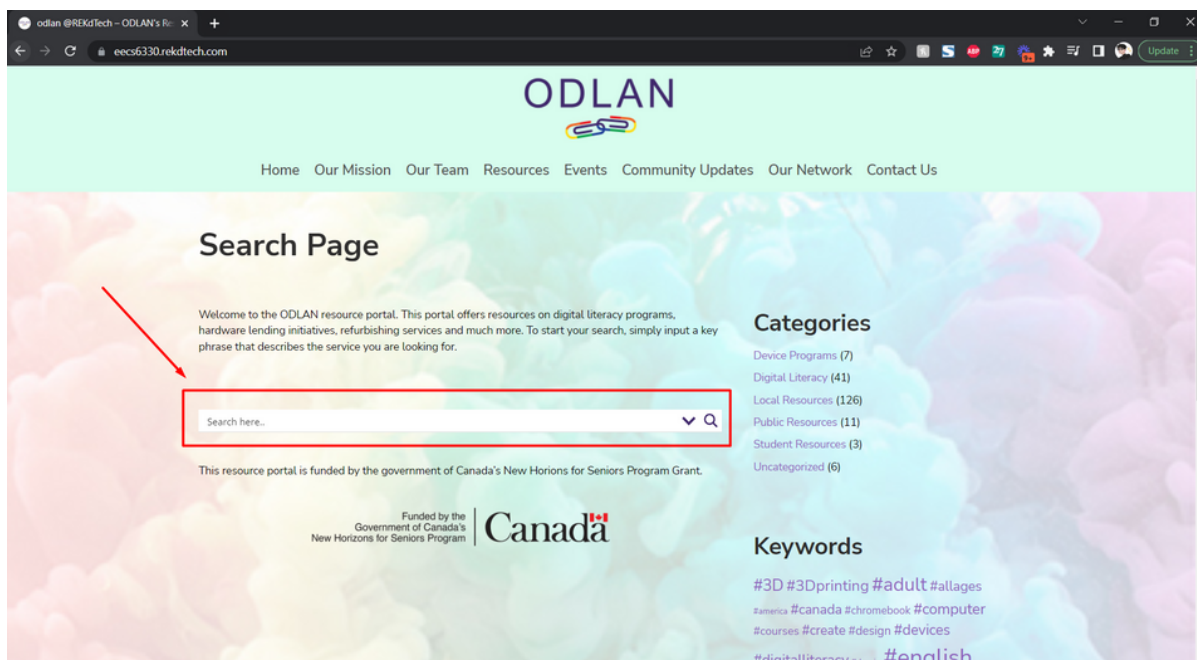 odlan @REKdTech – ODLAN's Re
eecs6330.rekdtech.com
Update
ODLAN
Home Our Mission Our Team Resources Events Community Updates Our Network Contact Us
Search Page
Welcome to the ODLAN resource portal. This portal offers resources on digital literacy programs,
hardware lending initiatives, refurbishing services and much more. To start your search, simply input a key
phrase that describes the service you are looking for.
Search here..
This resource portal is funded by the government of Canada's New Horions for Seniors Program Grant.
Funded by the
Government of Canada's
New Horizons for Seniors Program
Canada
Categories
Device Programs (7)
Digital Literacy (41)
Local Resources (126)
Public Resources (11)
Student Resources (3)
Uncategorized (6)
Keywords
#3D #3Dprinting #adult #allages
#america #canada #chromebook #computer
#courses #create #design #devices
#digitalliteracy #english